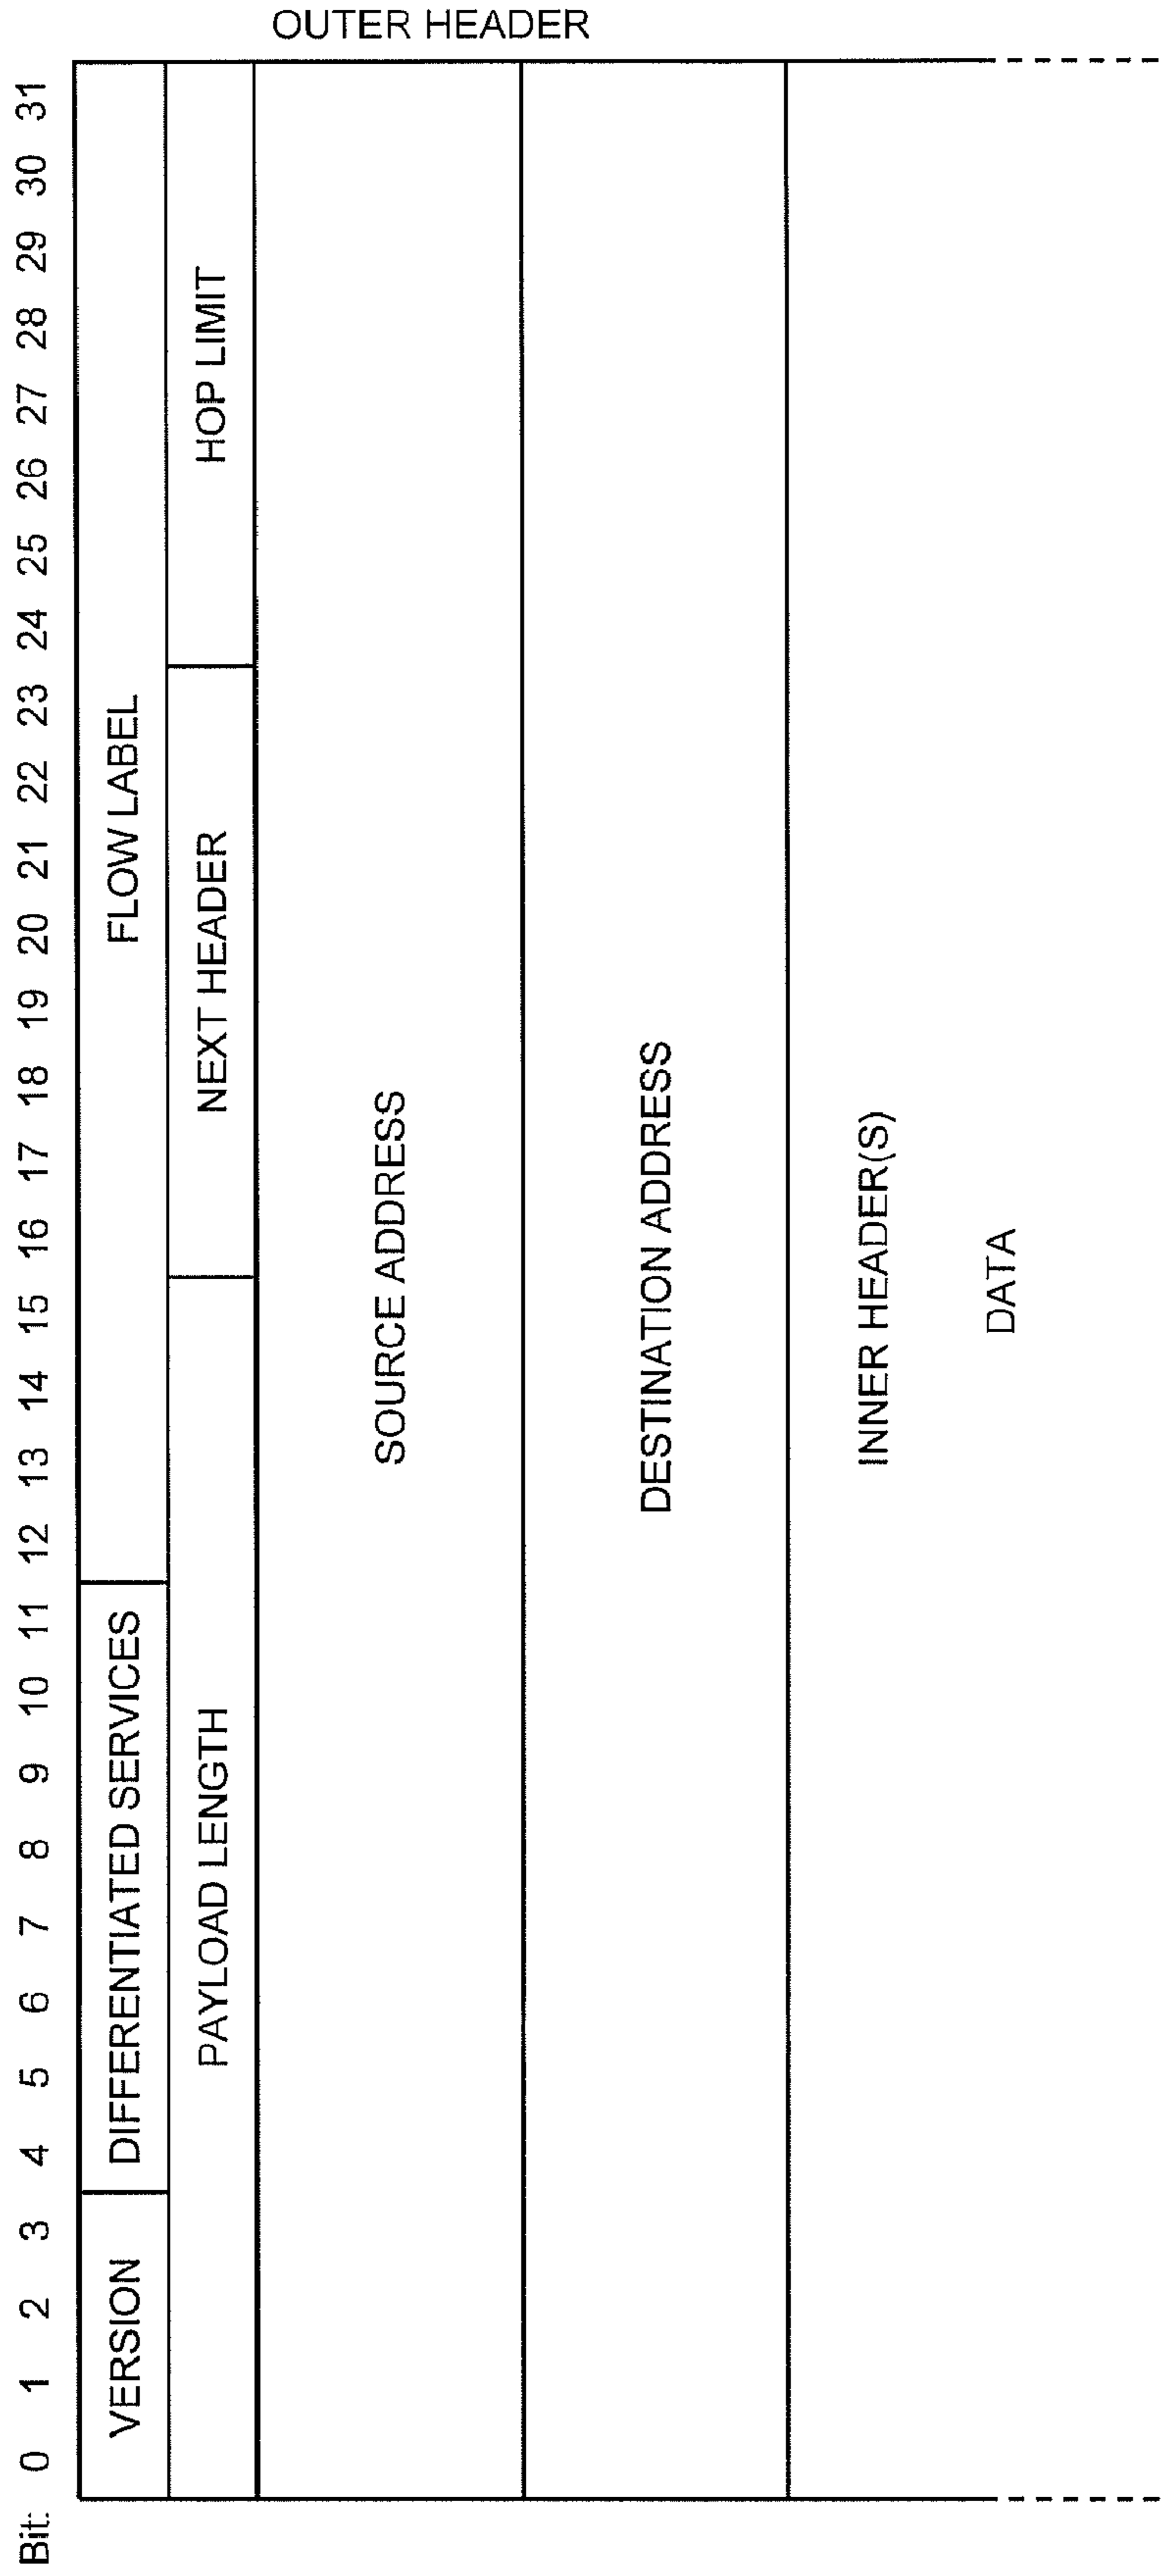 OUTER HEADER
Bit: 0 1 2 3 4 5 6 7 8 9 10 11 12 13 14 15 16 17 18 19 20 21 22 23 24 25 26 27 28 29 30 31
VERSION DIFFERENTIATED SERVICES FLOW LABEL
PAYLOAD LENGTH NEXT HEADER HOP LIMIT
SOURCE ADDRESS
DESTINATION ADDRESS
INNER HEADER(S)
DATA